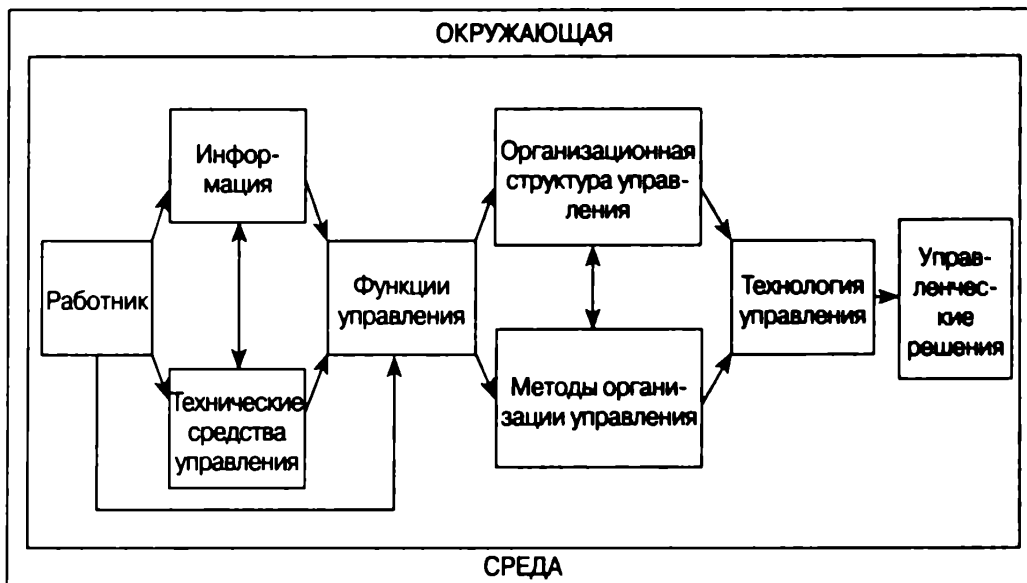 ОКРУЖАЮЩАЯ
Инфор-
мация
Организационная
структура управ-
ления
Работник
Функции
управления
Технология
управления
Управ-
ленчес-
кие
решения
Технические
средства
управления
Методы органи-
зации управления
СРЕДА